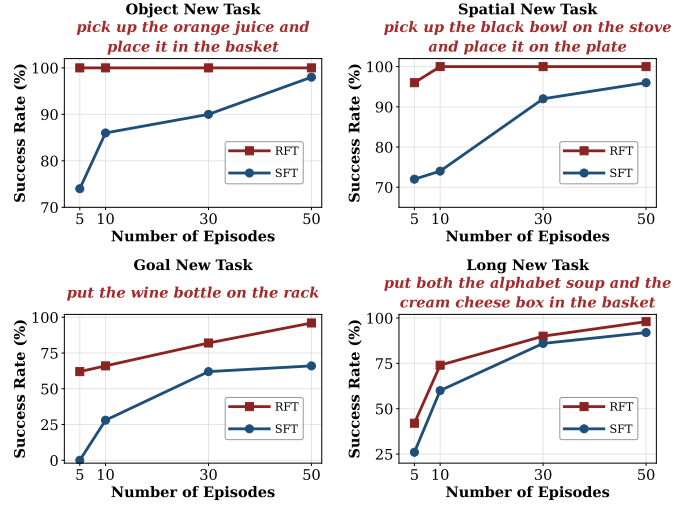 Object New Task
pick up the orange juice and
place it in the basket
Success Rate (%)
100
90
80
70
RFT
SFT
5 10 30 50
Number of Episodes
Spatial New Task
pick up the black bowl on the stove
and place it on the plate
Success Rate (%)
100
90
80
70
RFT
SFT
5 10 30 50
Number of Episodes
Goal New Task
put the wine bottle on the rack
Success Rate (%)
100
75
50
25
0
RFT
SFT
5 10 30 50
Number of Episodes
Long New Task
put both the alphabet soup and the
cream cheese box in the basket
Success Rate (%)
100
75
50
25
RFT
SFT
5 10 30 50
Number of Episodes